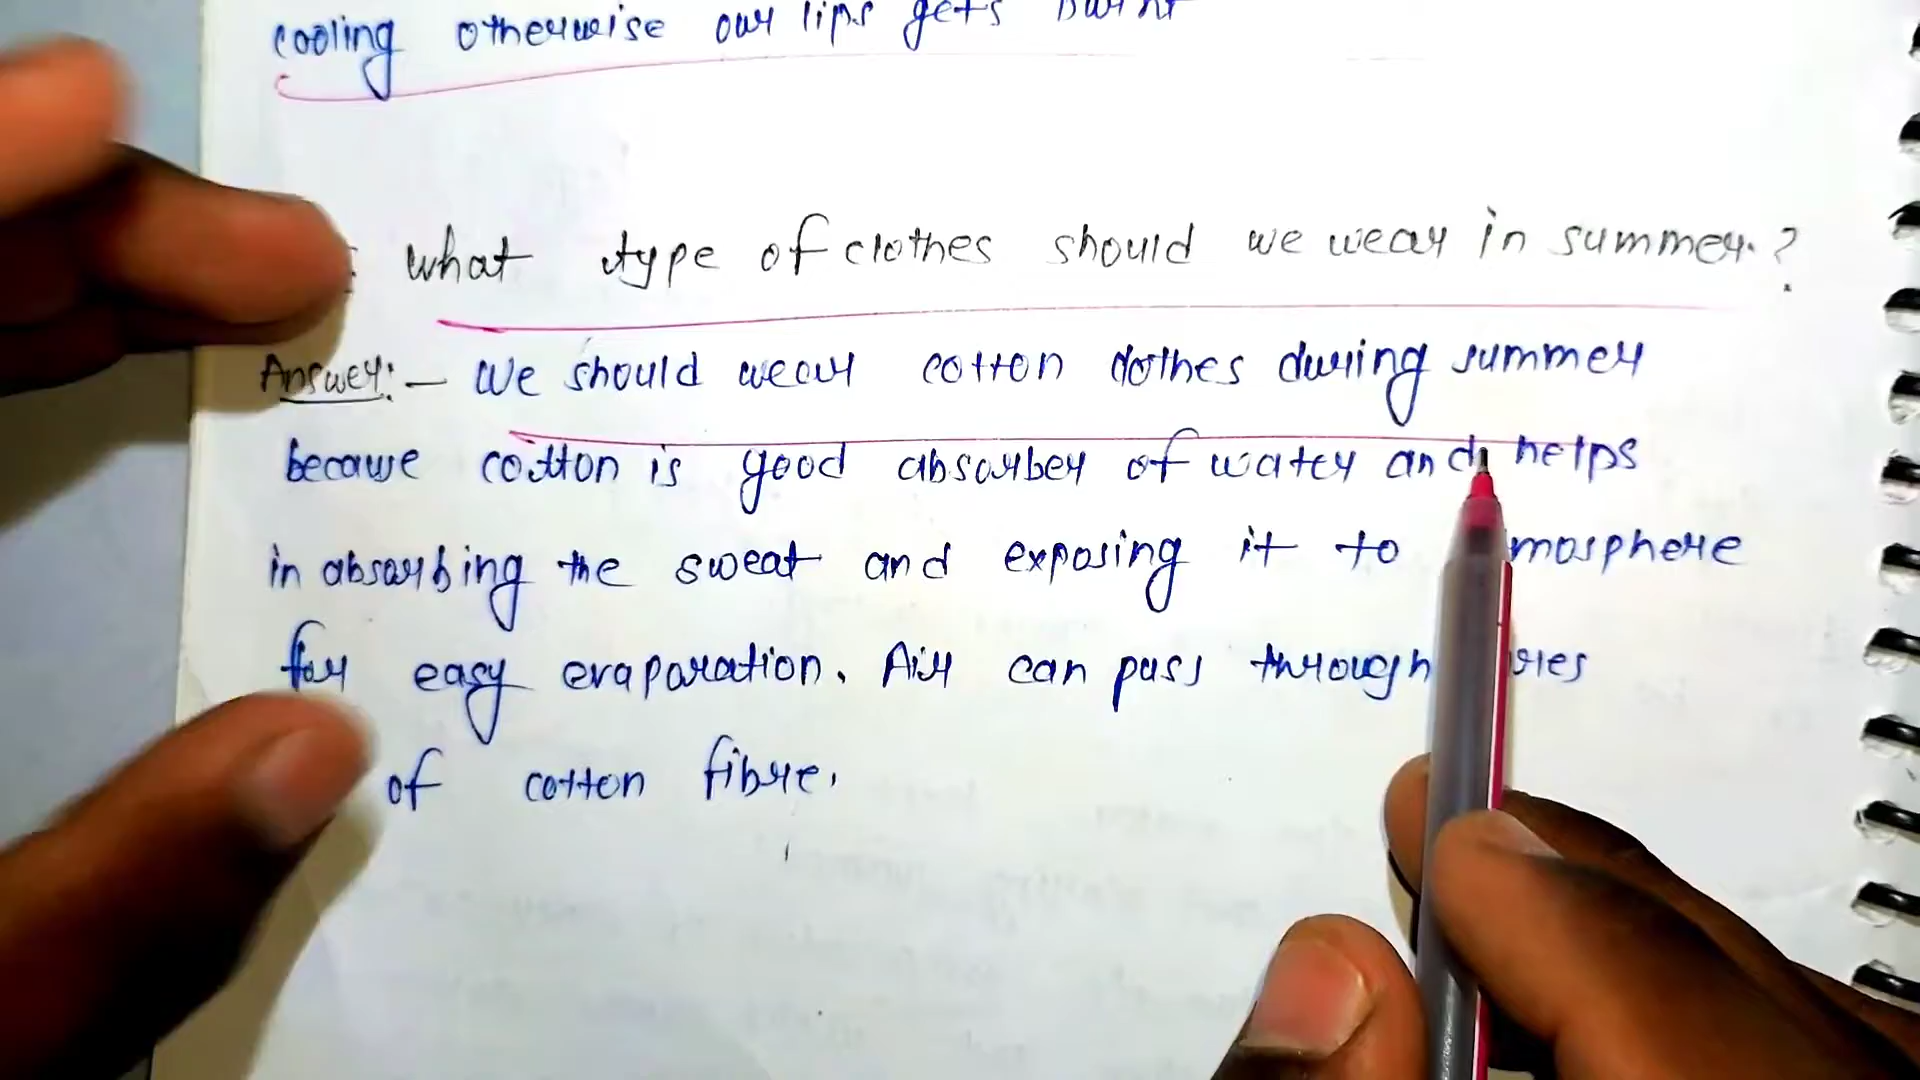 cooling otherwise our lips gets burnt
what type of clothes should we wear in summer.?
Answer:- We should wear cotton clothes during summer
because cotton is good absorber of water and helps
in absorbing the sweat and exposing it to
for easy evaporation. Air can pass through
of cotton fibre.